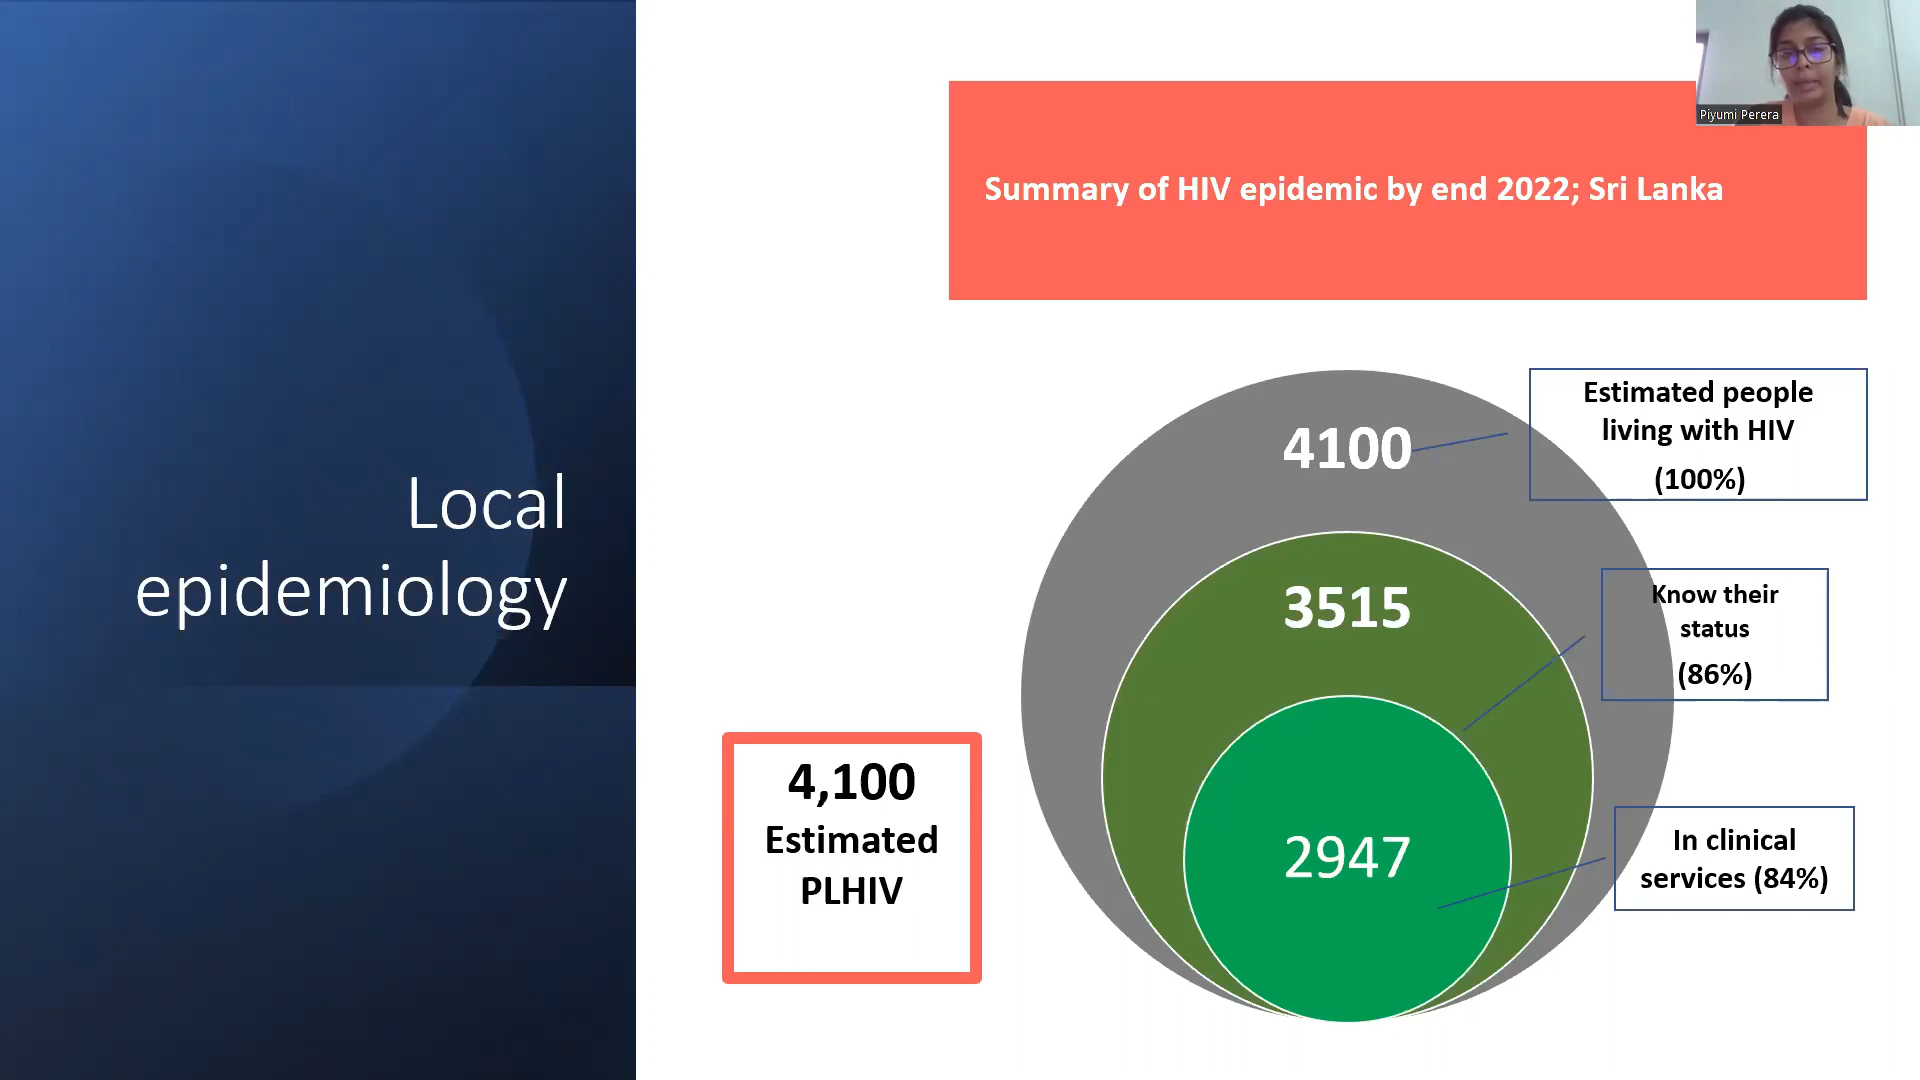 Local
epidemiology
Piyumi Perera
Summary of HIV epidemic by end 2022; Sri Lanka
4100
Estimated people
living with HIV
(100%)
3515
Know their
status
(86%)
2947
In clinical
services (84%)
4,100
Estimated
PLHIV